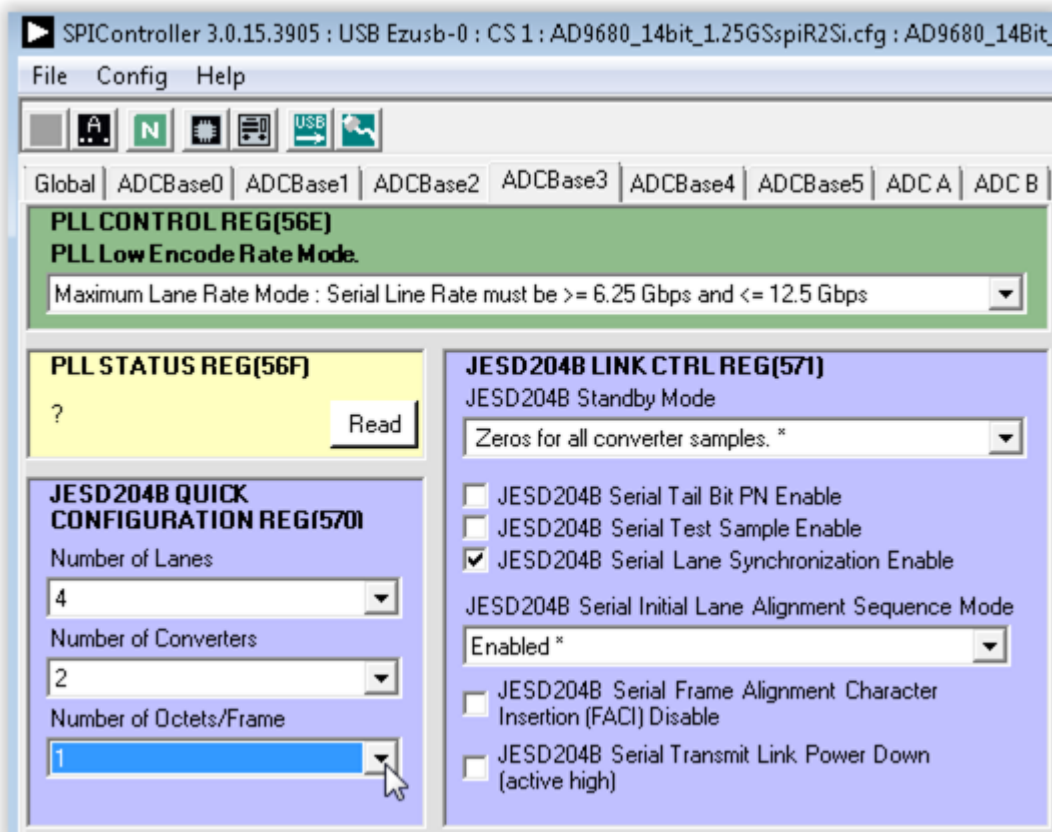 SPIController 3.0.15.3905 : USB Ezusb-0 : CS 1 : AD9680_14bit_1.25GSspiR2Si.cfg : AD9680_14Bit_
File Config Help
A N USB
Global ADCBase0 ADCBase1 ADCBase2 ADCBase3 ADCBase4 ADCBase5 ADC A ADC B
PLL CONTROL REG(56E)
PLL Low Encode Rate Mode.
Maximum Lane Rate Mode : Serial Line Rate must be >= 6.25 Gbps and <= 12.5 Gbps
PLL STATUS REG(56F)
?
Read
JESD204B QUICK
CONFIGURATION REG(570)
Number of Lanes
4
Number of Converters
2
Number of Octets/Frame
1
JESD204B LINK CTRL REG(571)
JESD204B Standby Mode
Zeros for all converter samples. *
JESD204B Serial Tail Bit PN Enable
JESD204B Serial Test Sample Enable
JESD204B Serial Lane Synchronization Enable
JESD204B Serial Initial Lane Alignment Sequence Mode
Enabled *
JESD204B Serial Frame Alignment Character
Insertion (FACI) Disable
JESD204B Serial Transmit Link Power Down
(active high)